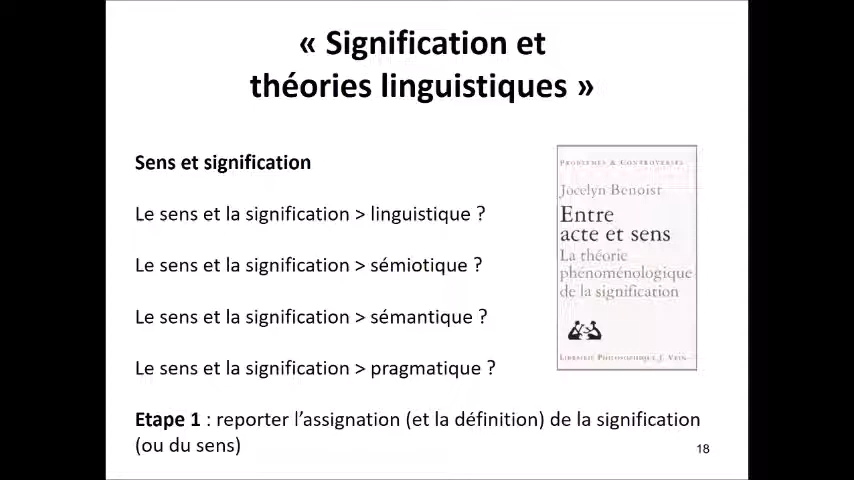 « Signification et
théories linguistiques »
Sens et signification
Le sens et la signification > linguistique ?
Le sens et la signification > sémiotique ?
Le sens et la signification > sémantique ?
Le sens et la signification > pragmatique ?
Etape 1 : reporter l’assignation (et la définition) de la signification
(ou du sens)
PROBLÈMES & CONTROVERSES
Jocelyn Benoist
Entre
acte et sens
La théorie
phénoménologique
de la signification
LIBRAIRIE PHILOSOPHIQUE J. VRIN
18